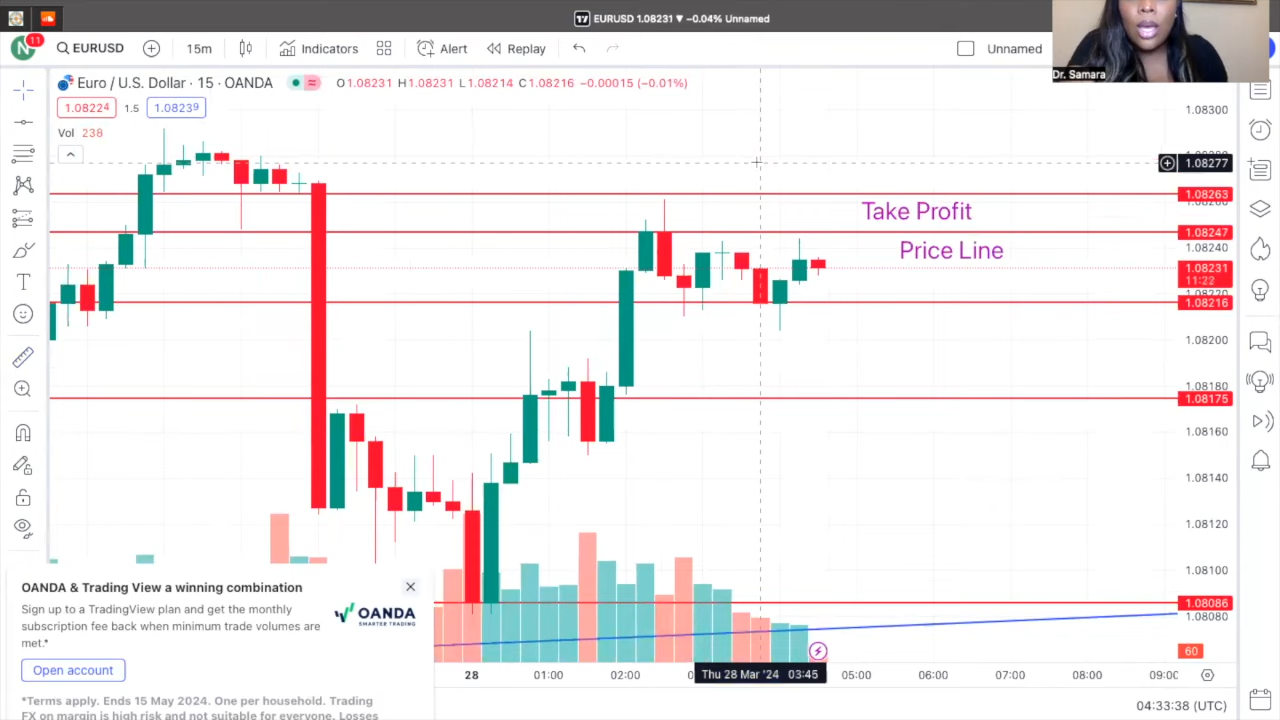 EURUSD 1.08231 ▼ −0.04% Unnamed
N 11 EURUSD 15m Indicators Alert Replay Unnamed
Dr. Samara
Euro / U.S. Dollar · 15 · OANDA O1.08231 H1.08231 L1.08214 C1.08216 −0.00015 (−0.01%)
1.08224 1.5 1.08239
Vol 238
1.08300
1.08277
1.08263
Take Profit
1.08247
Price Line
1.08240
1.08231
11:22
1.08220
1.08216
1.08200
1.08180
1.08175
1.08160
1.08140
1.08120
1.08100
1.08086
1.08080
60
OANDA & Trading View a winning combination
Sign up to a TradingView plan and get the monthly
subscription fee back when minimum trade volumes are
met.*
OANDA
SMARTER TRADING
Open account
*Terms apply. Ends 15 May 2024. One per household. Trading
FX on margin is high risk and not suitable for everyone. Losses
28 01:00 02:00 Thu 28 Mar '24 03:45 05:00 06:00 07:00 08:00 09:00
04:33:38 (UTC)